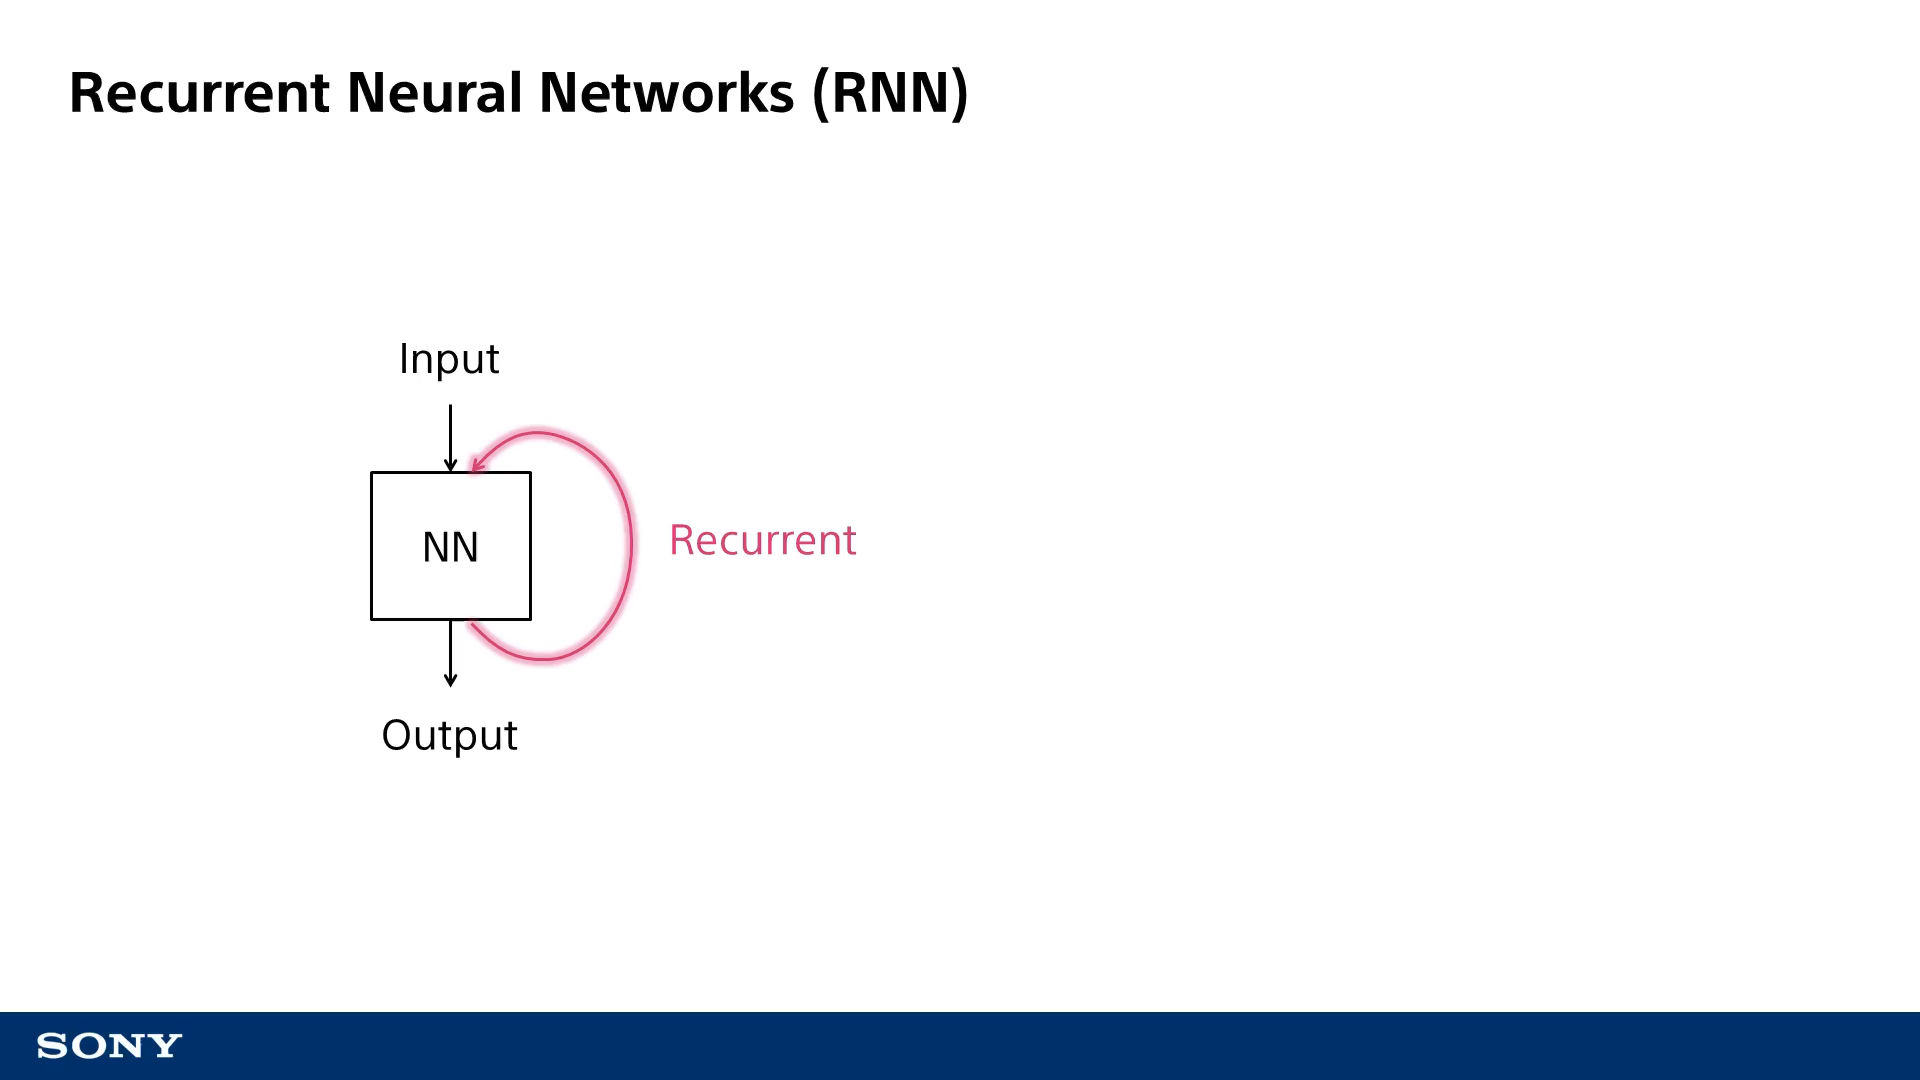 Recurrent Neural Networks (RNN)
Input
NN
Recurrent
Output
SONY